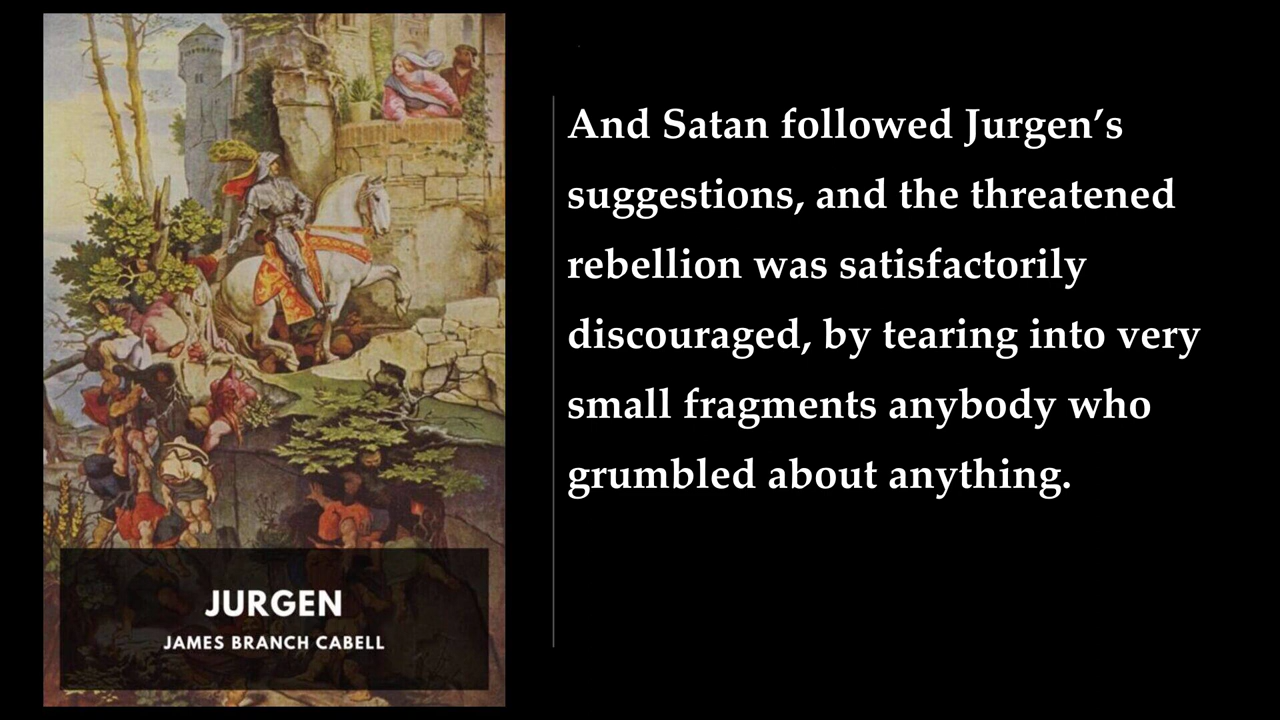 And Satan followed Jurgen’s
suggestions, and the threatened
rebellion was satisfactorily
discouraged, by tearing into very
small fragments anybody who
grumbled about anything.
JURGEN
JAMES BRANCH CABELL